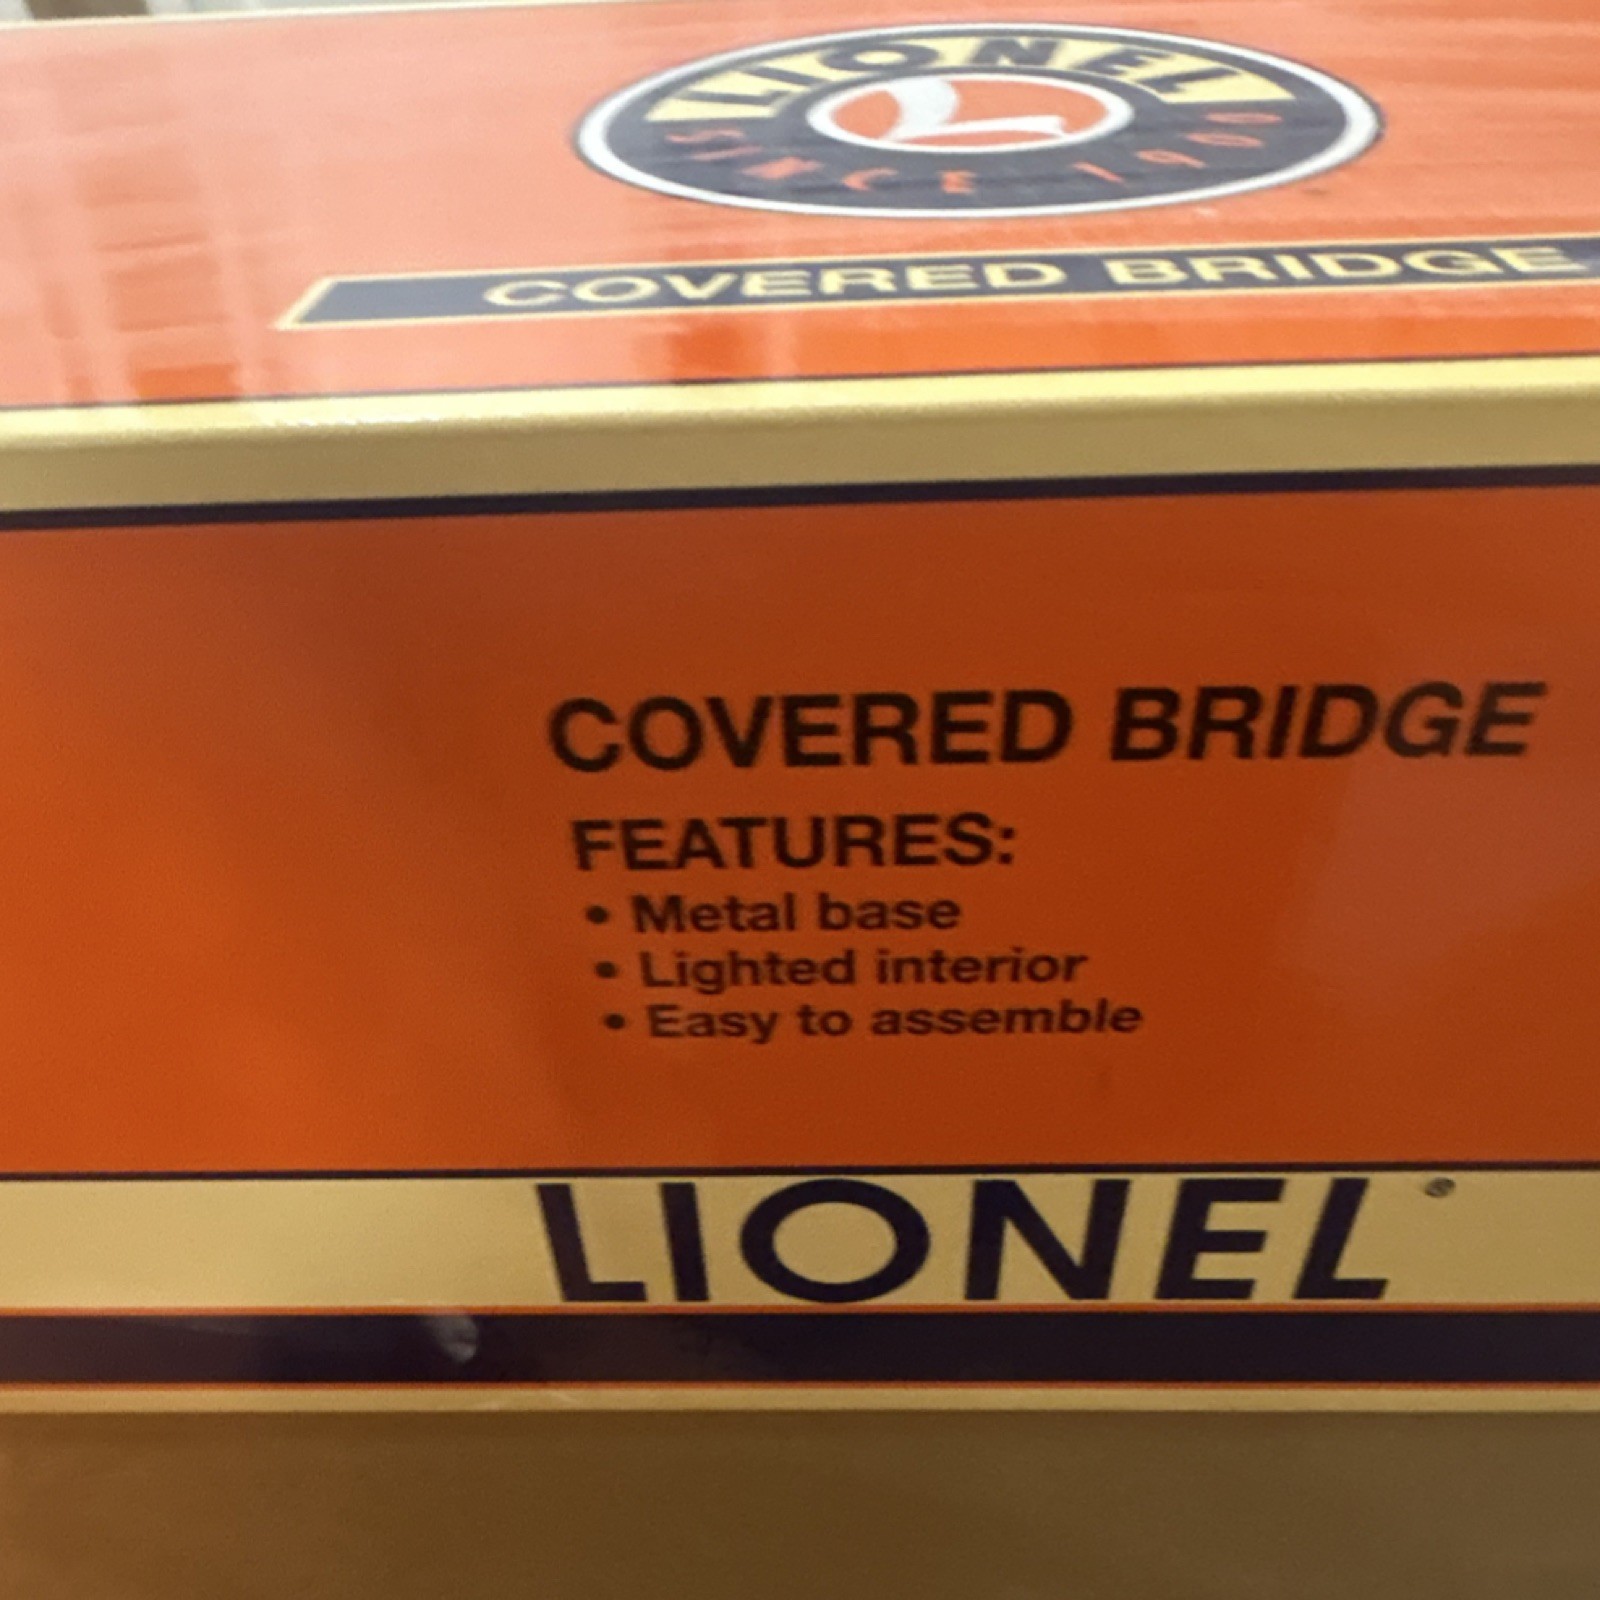 LIONEL
SINCE 1900
COVERED BRIDGE
COVERED BRIDGE
FEATURES:
• Metal base
• Lighted interior
• Easy to assemble
LIONEL®